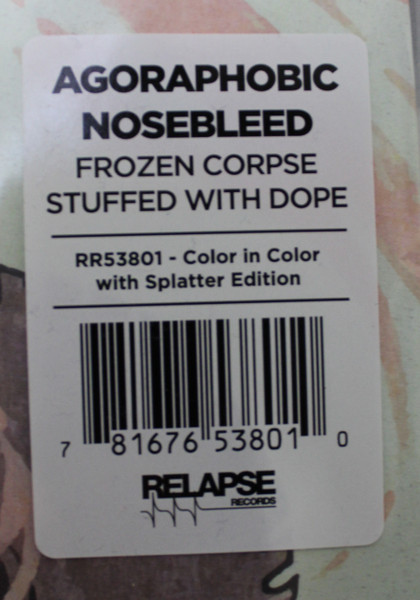 AGORAPHOBIC
NOSEBLEED
FROZEN CORPSE
STUFFED WITH DOPE
RR53801 - Color in Color
with Splatter Edition
7 81676 53801 0
RELAPSE
RECORDS